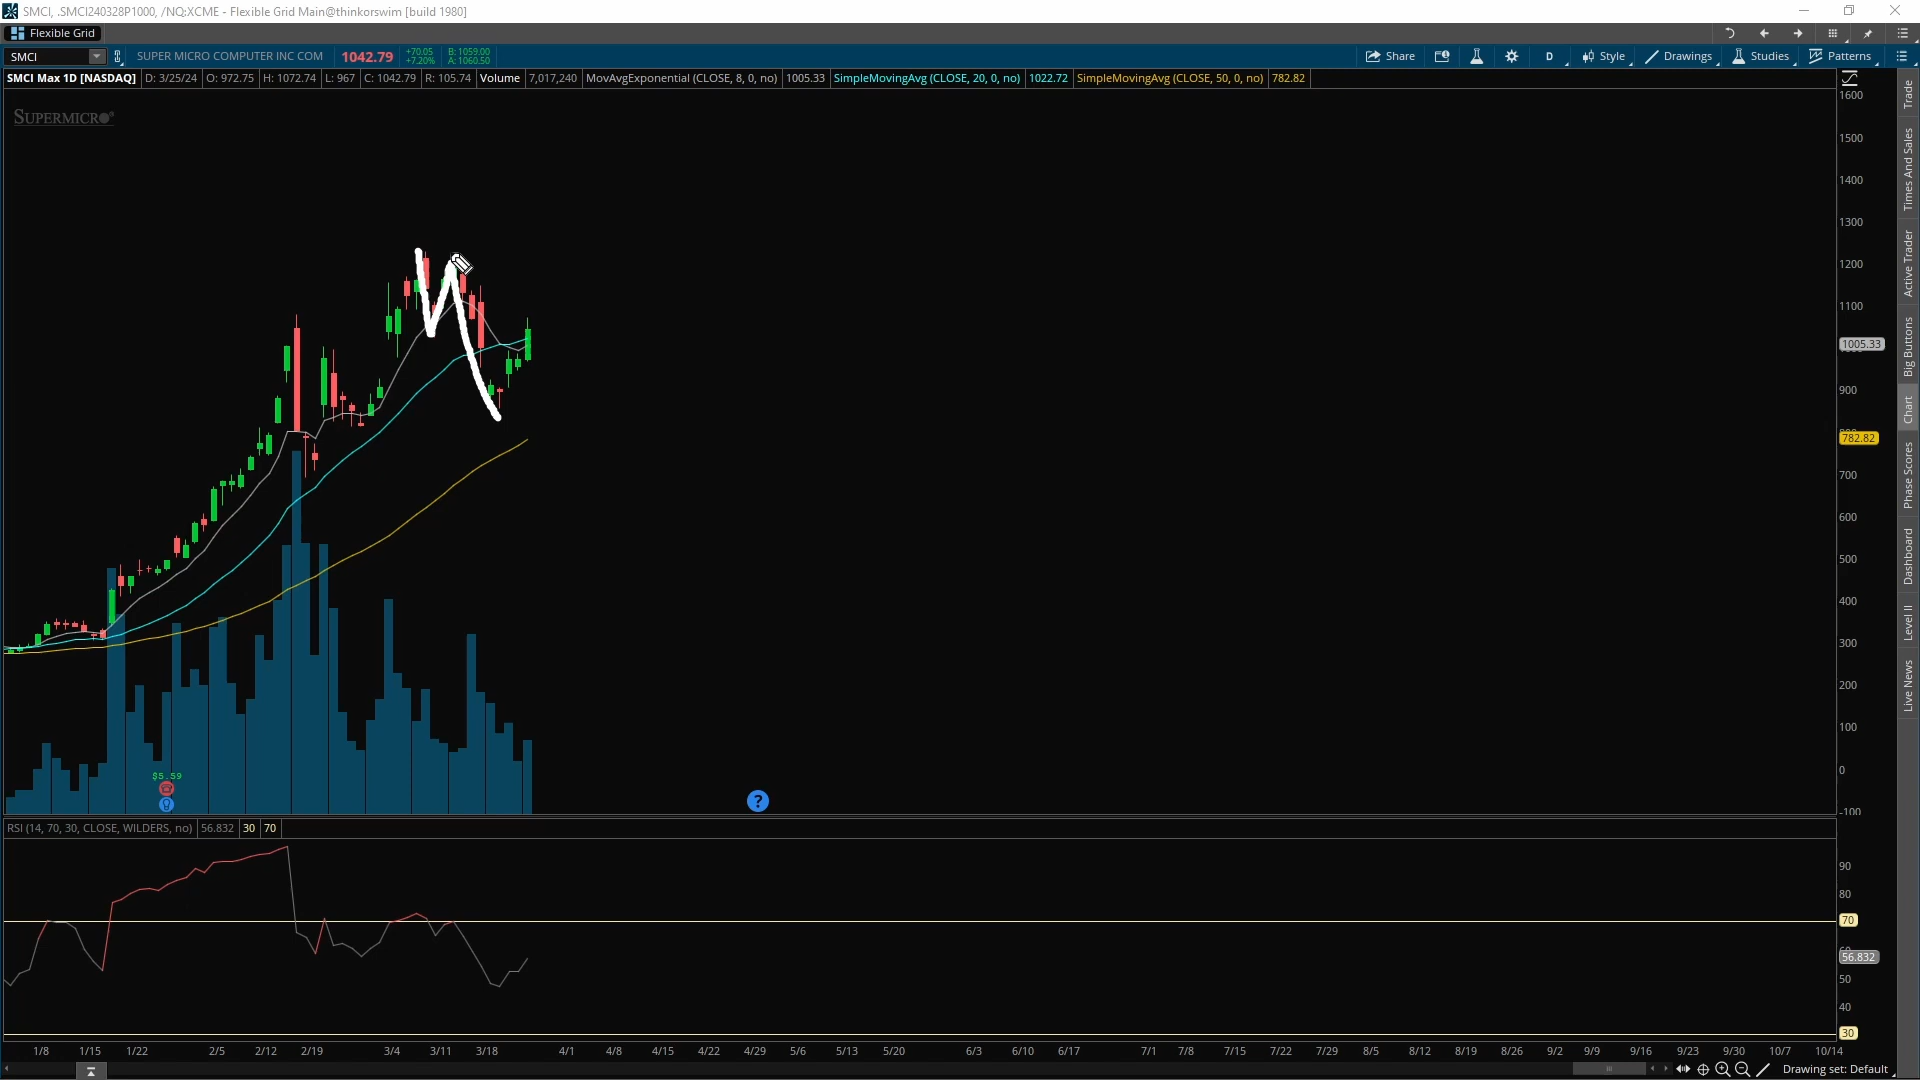 SMCI, .SMCI240328P1000, /NQ:XCME - Flexible Grid Main@thinkorswim [build 1980]
Flexible Grid
SMCI SUPER MICRO COMPUTER INC COM 1042.79 +70.05 +7.20% B: 1059.00 A: 1060.50 Share D Style Drawings Studies Patterns
SMCI Max 1D [NASDAQ] D: 3/25/24 O: 972.75 H: 1072.74 L: 967 C: 1042.79 R: 105.74 Volume 7,017,240 MovAvgExponential (CLOSE, 8, 0, no) 1005.33 SimpleMovingAvg (CLOSE, 20, 0, no) 1022.72 SimpleMovingAvg (CLOSE, 50, 0, no) 782.82
SUPERMICRO
1600
1500
1400
1300
1200
1100
1005.33
900
782.82
700
600
500
400
300
200
100
0
-100
$5.59
?
RSI (14, 70, 30, CLOSE, WILDERS, no) 56.832 30 70
90
80
70
56.832
50
40
30
1/8 1/15 1/22 2/5 2/12 2/19 3/4 3/11 3/18 4/1 4/8 4/15 4/22 4/29 5/6 5/13 5/20 6/3 6/10 6/17 7/1 7/8 7/15 7/22 7/29 8/5 8/12 8/19 8/26 9/2 9/9 9/16 9/23 9/30 10/7 10/14
Drawing set: Default
Trade
Times And Sales
Active Trader
Big Buttons
Chart
Phase Scores
Dashboard
Level II
Live News